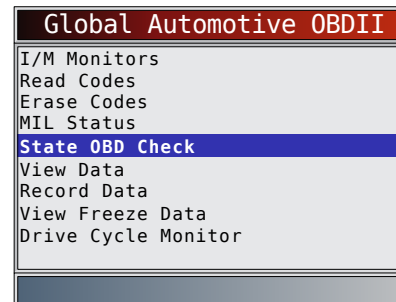 Global Automotive OBDII
I/M Monitors
Read Codes
Erase Codes
MIL Status
State OBD Check
View Data
Record Data
View Freeze Data
Drive Cycle Monitor